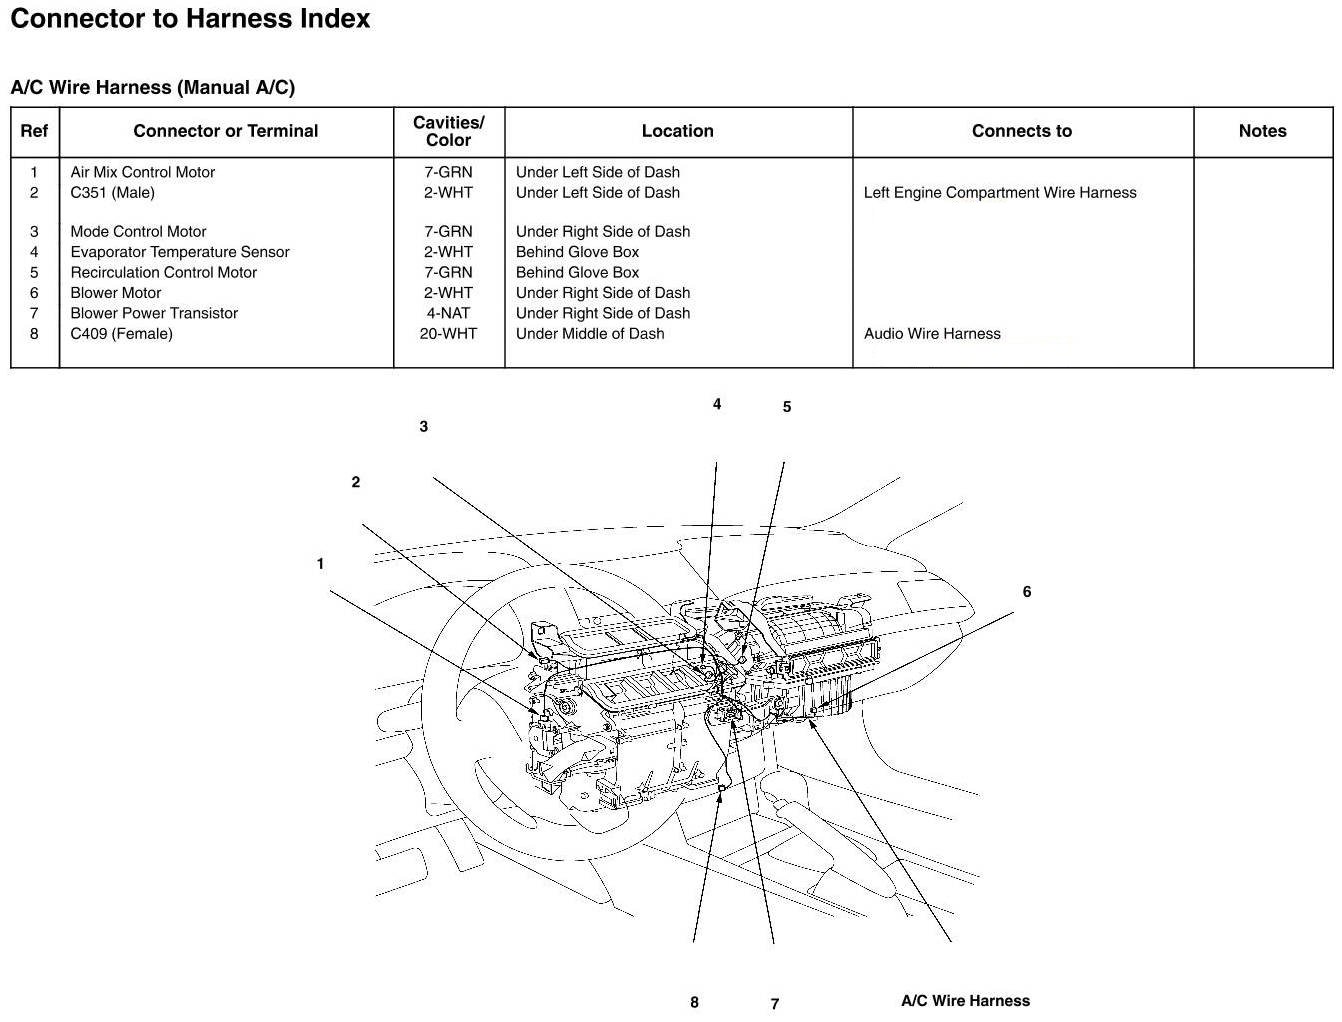 Connector to Harness Index
A/C Wire Harness (Manual A/C)
Ref Connector or Terminal Cavities/ Color Location Connects to Notes
1 Air Mix Control Motor 7-GRN Under Left Side of Dash
2 C351 (Male) 2-WHT Under Left Side of Dash Left Engine Compartment Wire Harness
3 Mode Control Motor 7-GRN Under Right Side of Dash
4 Evaporator Temperature Sensor 2-WHT Behind Glove Box
5 Recirculation Control Motor 7-GRN Behind Glove Box
6 Blower Motor 2-WHT Under Right Side of Dash
7 Blower Power Transistor 4-NAT Under Right Side of Dash
8 C409 (Female) 20-WHT Under Middle of Dash Audio Wire Harness
4 5
3
2
1
6
8 7 A/C Wire Harness